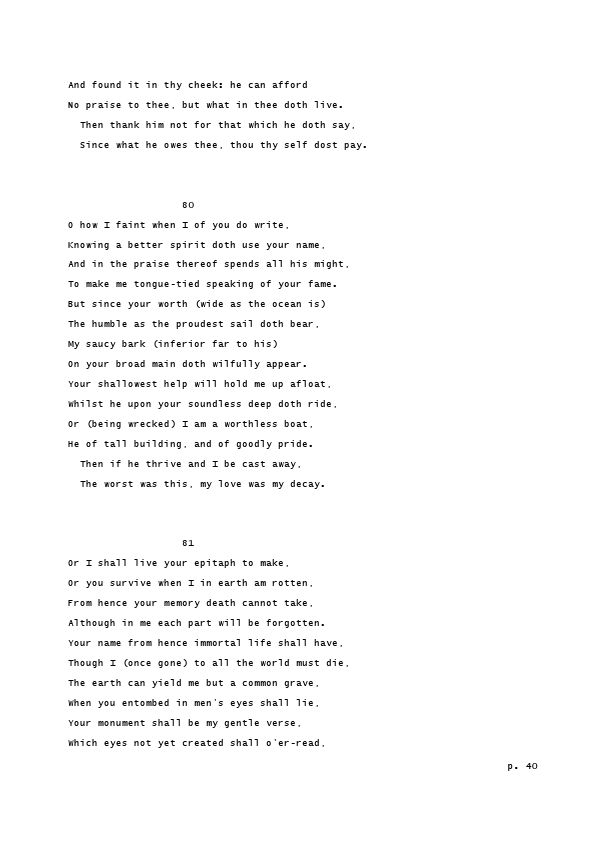 And found it in thy cheek: he can afford
No praise to thee, but what in thee doth live.
Then thank him not for that which he doth say,
Since what he owes thee, thou thy self dost pay.
80
O how I faint when I of you do write,
Knowing a better spirit doth use your name,
And in the praise thereof spends all his might,
To make me tongue-tied speaking of your fame.
But since your worth (wide as the ocean is)
The humble as the proudest sail doth bear,
My saucy bark (inferior far to his)
On your broad main doth wilfully appear.
Your shallowest help will hold me up afloat,
Whilst he upon your soundless deep doth ride,
Or (being wrecked) I am a worthless boat,
He of tall building, and of goodly pride.
Then if he thrive and I be cast away,
The worst was this, my love was my decay.
81
Or I shall live your epitaph to make,
Or you survive when I in earth am rotten,
From hence your memory death cannot take,
Although in me each part will be forgotten.
Your name from hence immortal life shall have,
Though I (once gone) to all the world must die,
The earth can yield me but a common grave,
When you entombed in men's eyes shall lie,
Your monument shall be my gentle verse,
Which eyes not yet created shall o'er-read,
p. 40